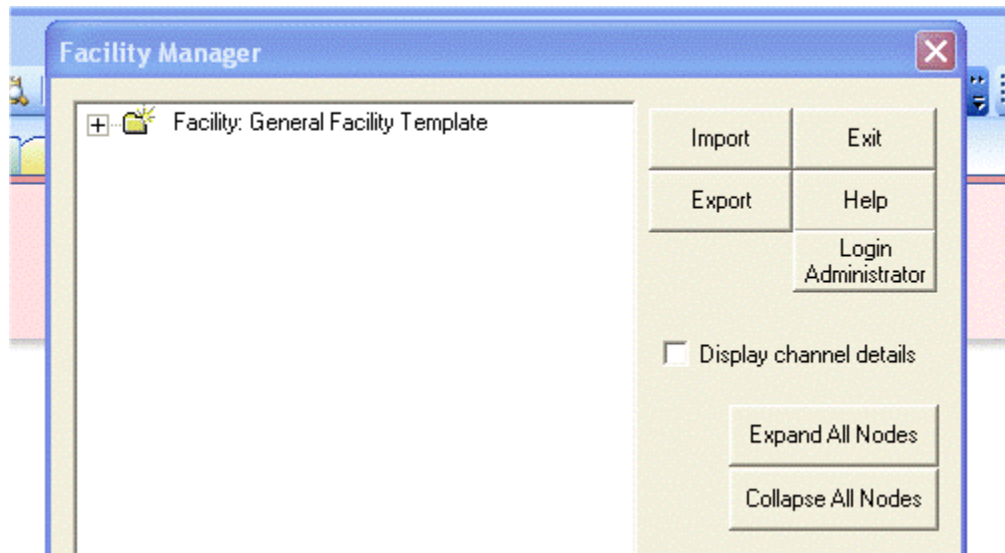 Facility Manager
Facility: General Facility Template
Import
Exit
Export
Help
Login
Administrator
Display channel details
Expand All Nodes
Collapse All Nodes